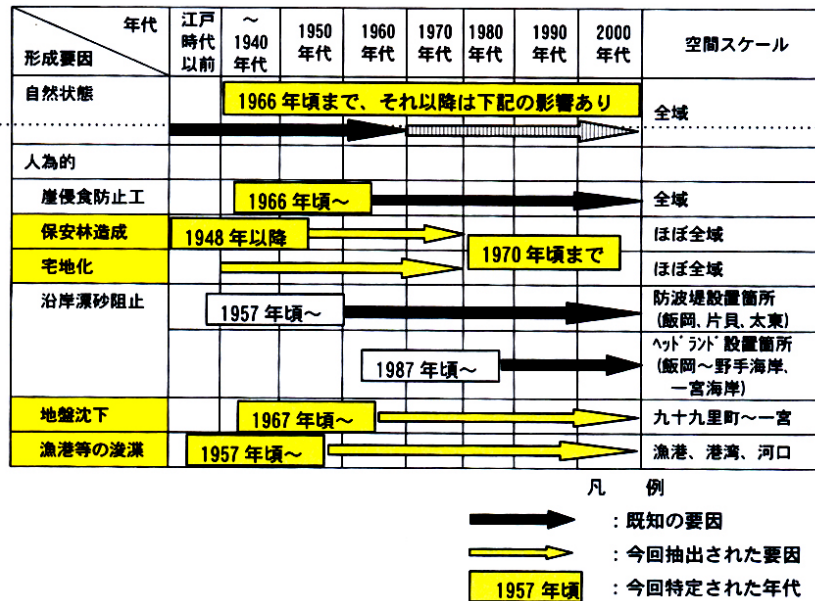 年代
形成要因
江戸
時代
以前
～
1940
年代
1950
年代
1960
年代
1970
年代
1980
年代
1990
年代
2000
年代
空間スケール
自然状態
1966 年頃まで、それ以降は下記の影響あり
全域
人為的
崖侵食防止工
1966 年頃～
全域
保安林造成
1948 年以降
ほぼ全域
1970 年頃まで
宅地化
ほぼ全域
沿岸漂砂阻止
1957 年頃～
防波堤設置箇所
(飯岡、片貝、太東)
1987 年頃～
ﾍｯﾄﾞﾗﾝﾄﾞ設置箇所
(飯岡～野手海岸、
一宮海岸)
地盤沈下
1967 年頃～
九十九里町～一宮
漁港等の浚渫
1957 年頃～
漁港、港湾、河口
凡 例
：既知の要因
：今回抽出された要因
1957 年頃
：今回特定された年代